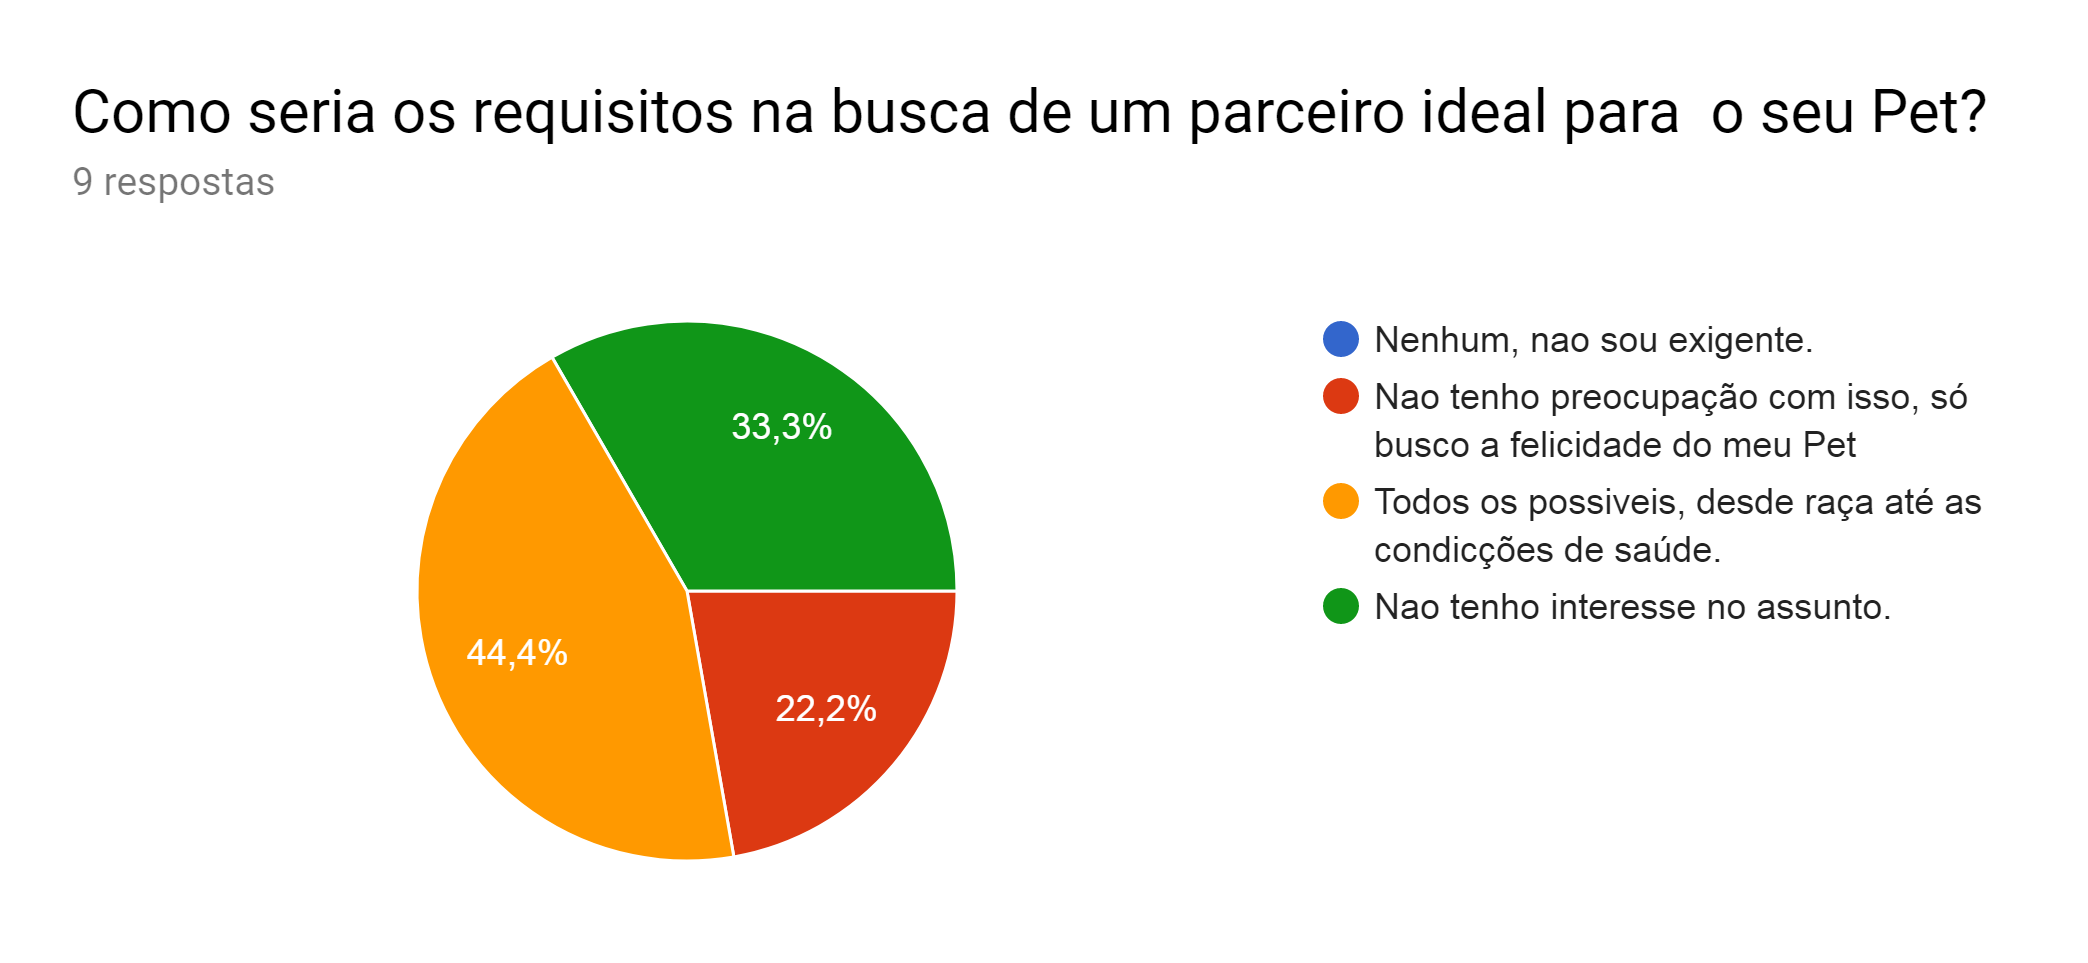 Como seria os requisitos na busca de um parceiro ideal para  o seu Pet?
9 respostas
33,3%
44,4%
22,2%
Nenhum, nao sou exigente.
Nao tenho preocupação com isso, só
busco a felicidade do meu Pet
Todos os possiveis, desde raça até as
condicções de saúde.
Nao tenho interesse no assunto.